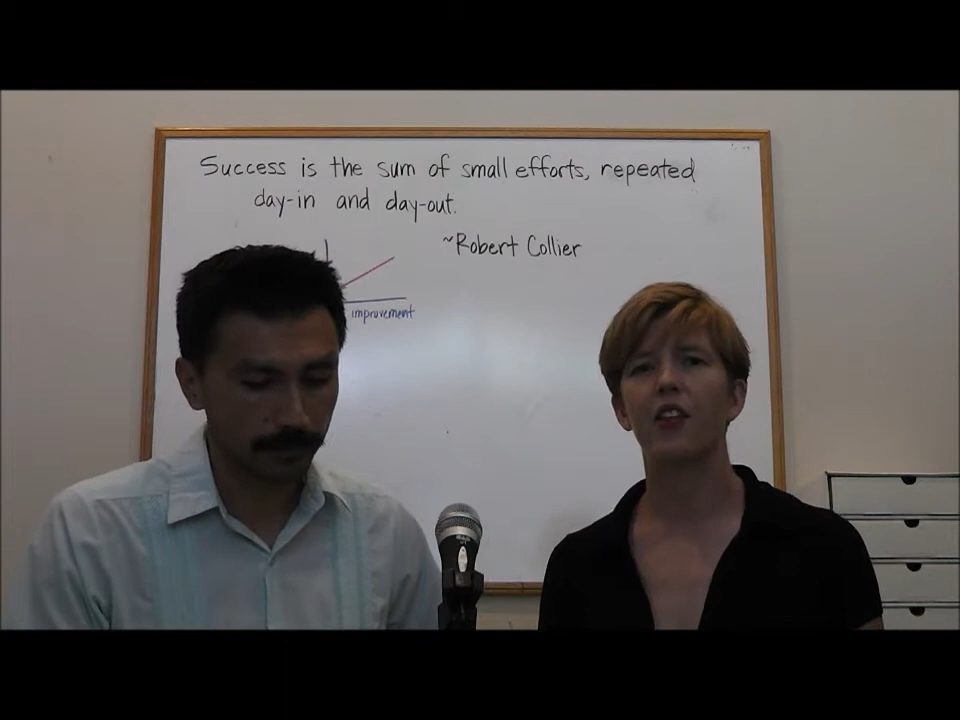 Success is the sum of small efforts, repeated
day-in and day-out.
~Robert Collier
improvement